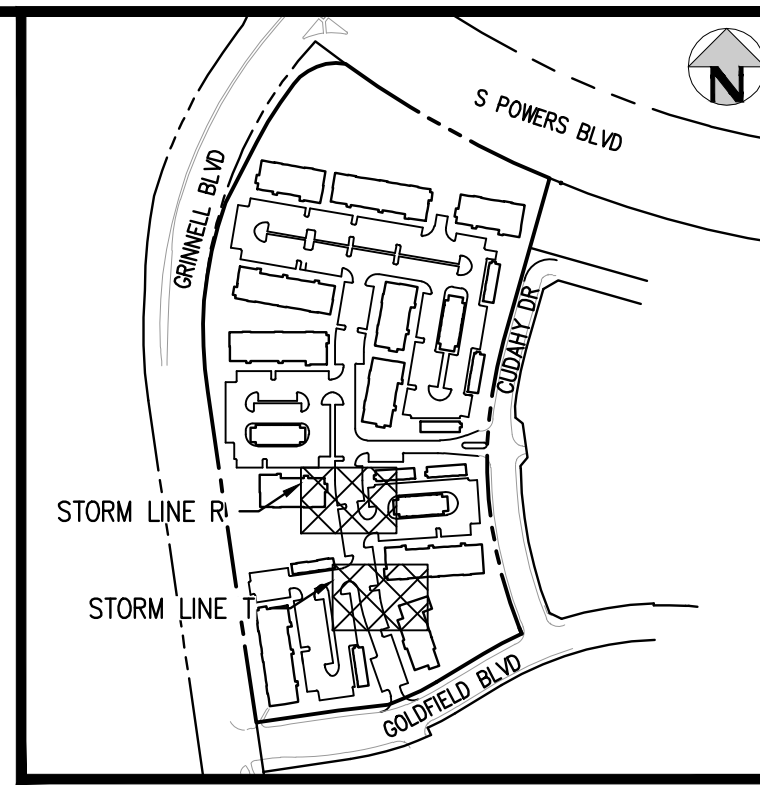 N
S POWERS BLVD
GRINNELL BLVD
CUDAHY DR
STORM LINE R
STORM LINE T
GOLDFIELD BLVD